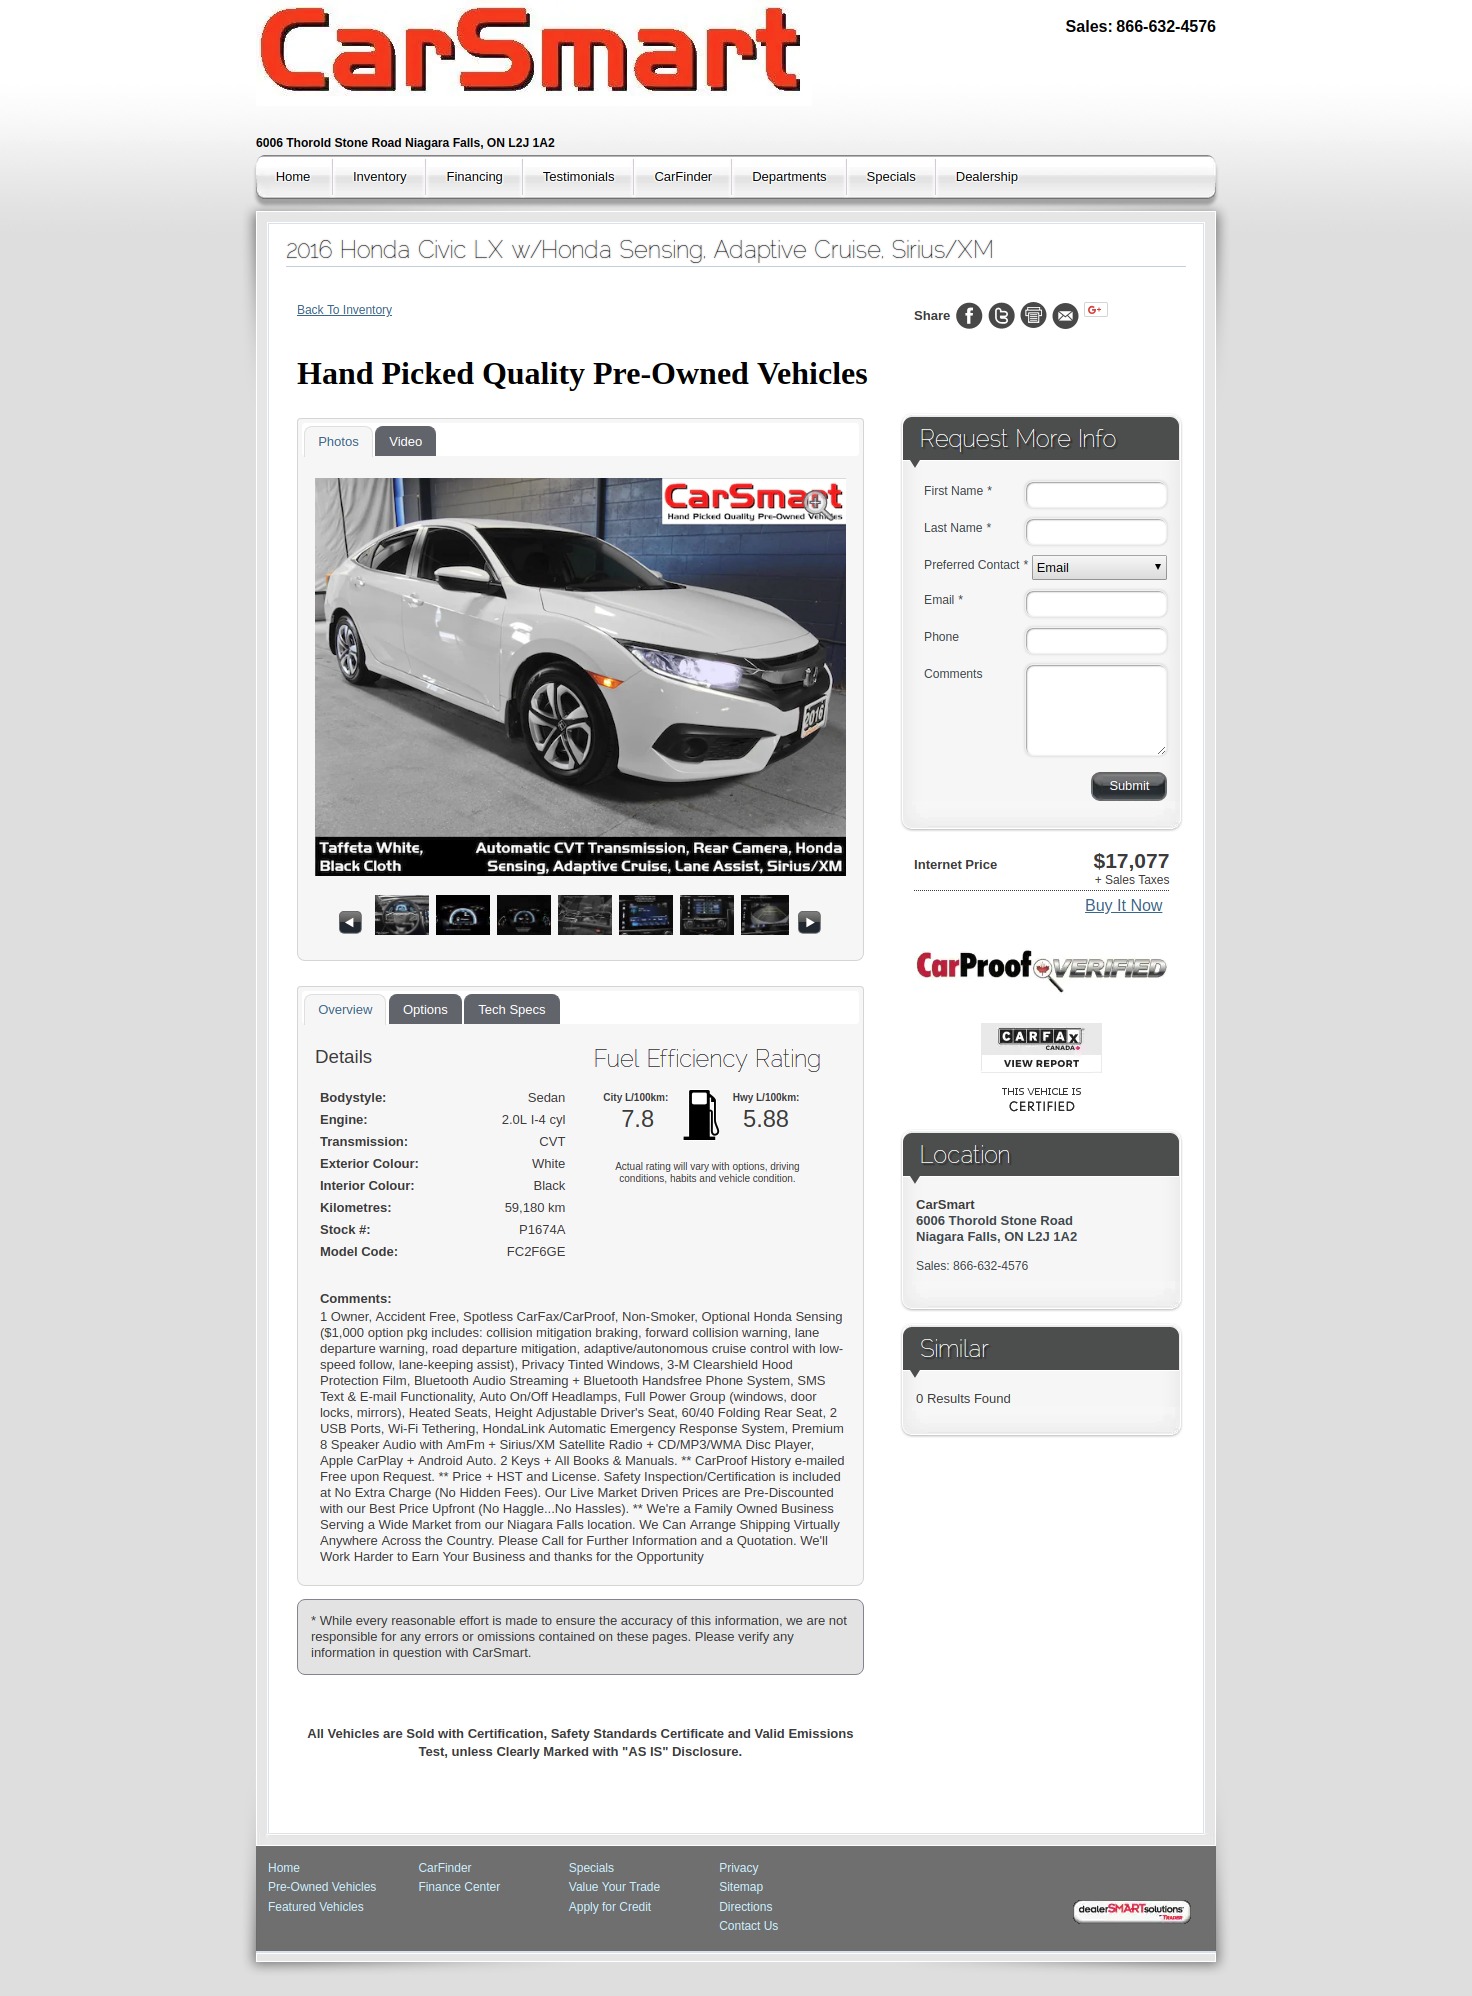 CarSmart
Sales: 866-632-4576
6006 Thorold Stone Road Niagara Falls, ON L2J 1A2
Home
Inventory
Financing
Testimonials
CarFinder
Departments
Specials
Dealership
2016 Honda Civic LX w/Honda Sensing, Adaptive Cruise, Sirius/XM
Back To Inventory
Share
G+
Hand Picked Quality Pre-Owned Vehicles
Photos
Video
CarSmart
Hand Picked Quality Pre-Owned Vehicles
2016
Taffeta White,
Black Cloth
Automatic CVT Transmission, Rear Camera, Honda
Sensing, Adaptive Cruise, Lane Assist, Sirius/XM
Request More Info
First Name *
Last Name *
Preferred Contact *
Email
Email *
Phone
Comments
Submit
Internet Price
$17,077
+ Sales Taxes
Buy It Now
CarProof VERIFIED
CARFAX
CANADA
VIEW REPORT
THIS VEHICLE IS
CERTIFIED
Overview
Options
Tech Specs
Details
Bodystyle: Sedan
Engine: 2.0L I-4 cyl
Transmission: CVT
Exterior Colour: White
Interior Colour: Black
Kilometres: 59,180 km
Stock #: P1674A
Model Code: FC2F6GE
Fuel Efficiency Rating
City L/100km:
7.8
Hwy L/100km:
5.88
Actual rating will vary with options, driving
conditions, habits and vehicle condition.
Comments:
1 Owner, Accident Free, Spotless CarFax/CarProof, Non-Smoker, Optional Honda Sensing
($1,000 option pkg includes: collision mitigation braking, forward collision warning, lane
departure warning, road departure mitigation, adaptive/autonomous cruise control with low-
speed follow, lane-keeping assist), Privacy Tinted Windows, 3-M Clearshield Hood
Protection Film, Bluetooth Audio Streaming + Bluetooth Handsfree Phone System, SMS
Text & E-mail Functionality, Auto On/Off Headlamps, Full Power Group (windows, door
locks, mirrors), Heated Seats, Height Adjustable Driver's Seat, 60/40 Folding Rear Seat, 2
USB Ports, Wi-Fi Tethering, HondaLink Automatic Emergency Response System, Premium
8 Speaker Audio with AmFm + Sirius/XM Satellite Radio + CD/MP3/WMA Disc Player,
Apple CarPlay + Android Auto. 2 Keys + All Books & Manuals. ** CarProof History e-mailed
Free upon Request. ** Price + HST and License. Safety Inspection/Certification is included
at No Extra Charge (No Hidden Fees). Our Live Market Driven Prices are Pre-Discounted
with our Best Price Upfront (No Haggle...No Hassles). ** We're a Family Owned Business
Serving a Wide Market from our Niagara Falls location. We Can Arrange Shipping Virtually
Anywhere Across the Country. Please Call for Further Information and a Quotation. We'll
Work Harder to Earn Your Business and thanks for the Opportunity
Location
CarSmart
6006 Thorold Stone Road
Niagara Falls, ON L2J 1A2
Sales: 866-632-4576
Similar
0 Results Found
* While every reasonable effort is made to ensure the accuracy of this information, we are not
responsible for any errors or omissions contained on these pages. Please verify any
information in question with CarSmart.
All Vehicles are Sold with Certification, Safety Standards Certificate and Valid Emissions
Test, unless Clearly Marked with "AS IS" Disclosure.
Home
Pre-Owned Vehicles
Featured Vehicles
CarFinder
Finance Center
Specials
Value Your Trade
Apply for Credit
Privacy
Sitemap
Directions
Contact Us
dealerSMARTsolutions